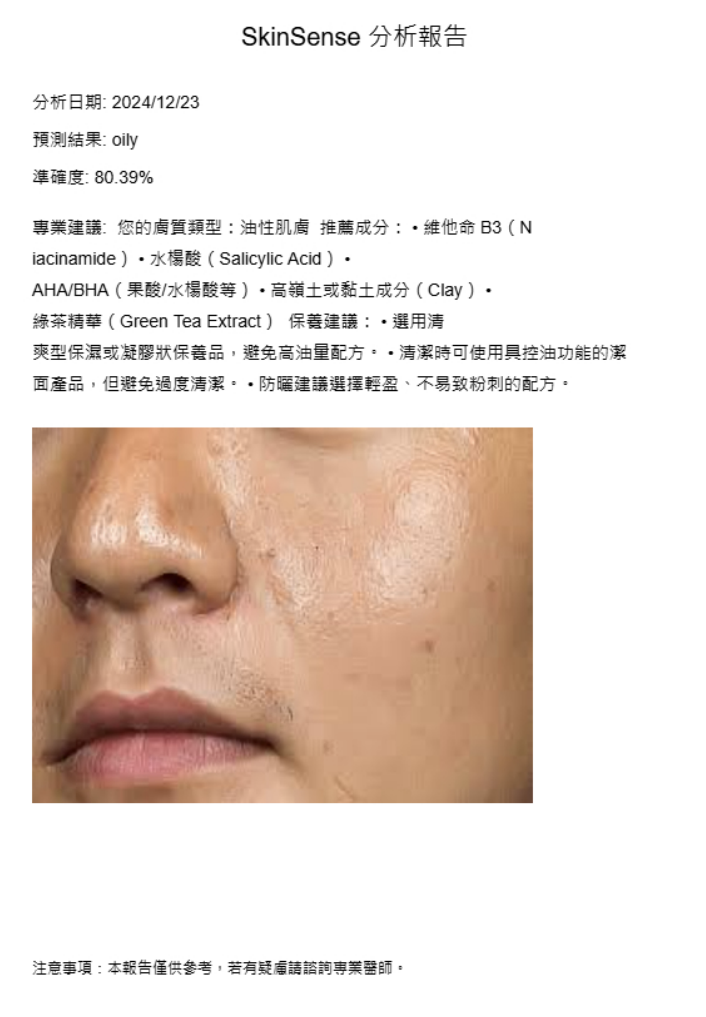 SkinSense 分析報告
分析日期: 2024/12/23
預測結果: oily
準確度: 80.39%
專業建議:  您的膚質類型：油性肌膚  推薦成分： • 維他命 B3（N
iacinamide） • 水楊酸（Salicylic Acid） •
AHA/BHA（果酸/水楊酸等） • 高嶺土或黏土成分（Clay） •
綠茶精華（Green Tea Extract）  保養建議： • 選用清
爽型保濕或凝膠狀保養品，避免高油量配方。 • 清潔時可使用具控油功能的潔
面產品，但避免過度清潔。 • 防曬建議選擇輕盈、不易致粉刺的配方。
注意事項：本報告僅供參考，若有疑慮請諮詢專業醫師。